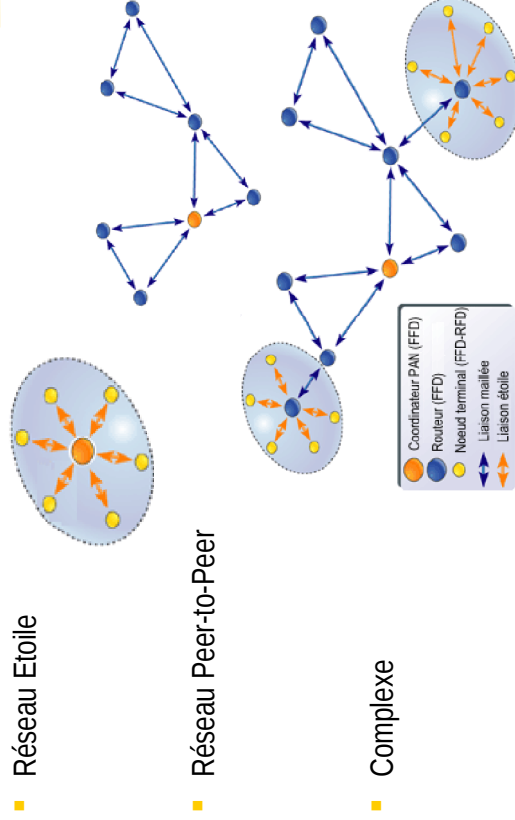 Réseau Etoile
Réseau Peer-to-Peer
Complexe
Coordinateur PAN (FFD)
Routeur (FFD)
Noeud terminal (FFD-RFD)
Liaison maillée
Liaison étoile